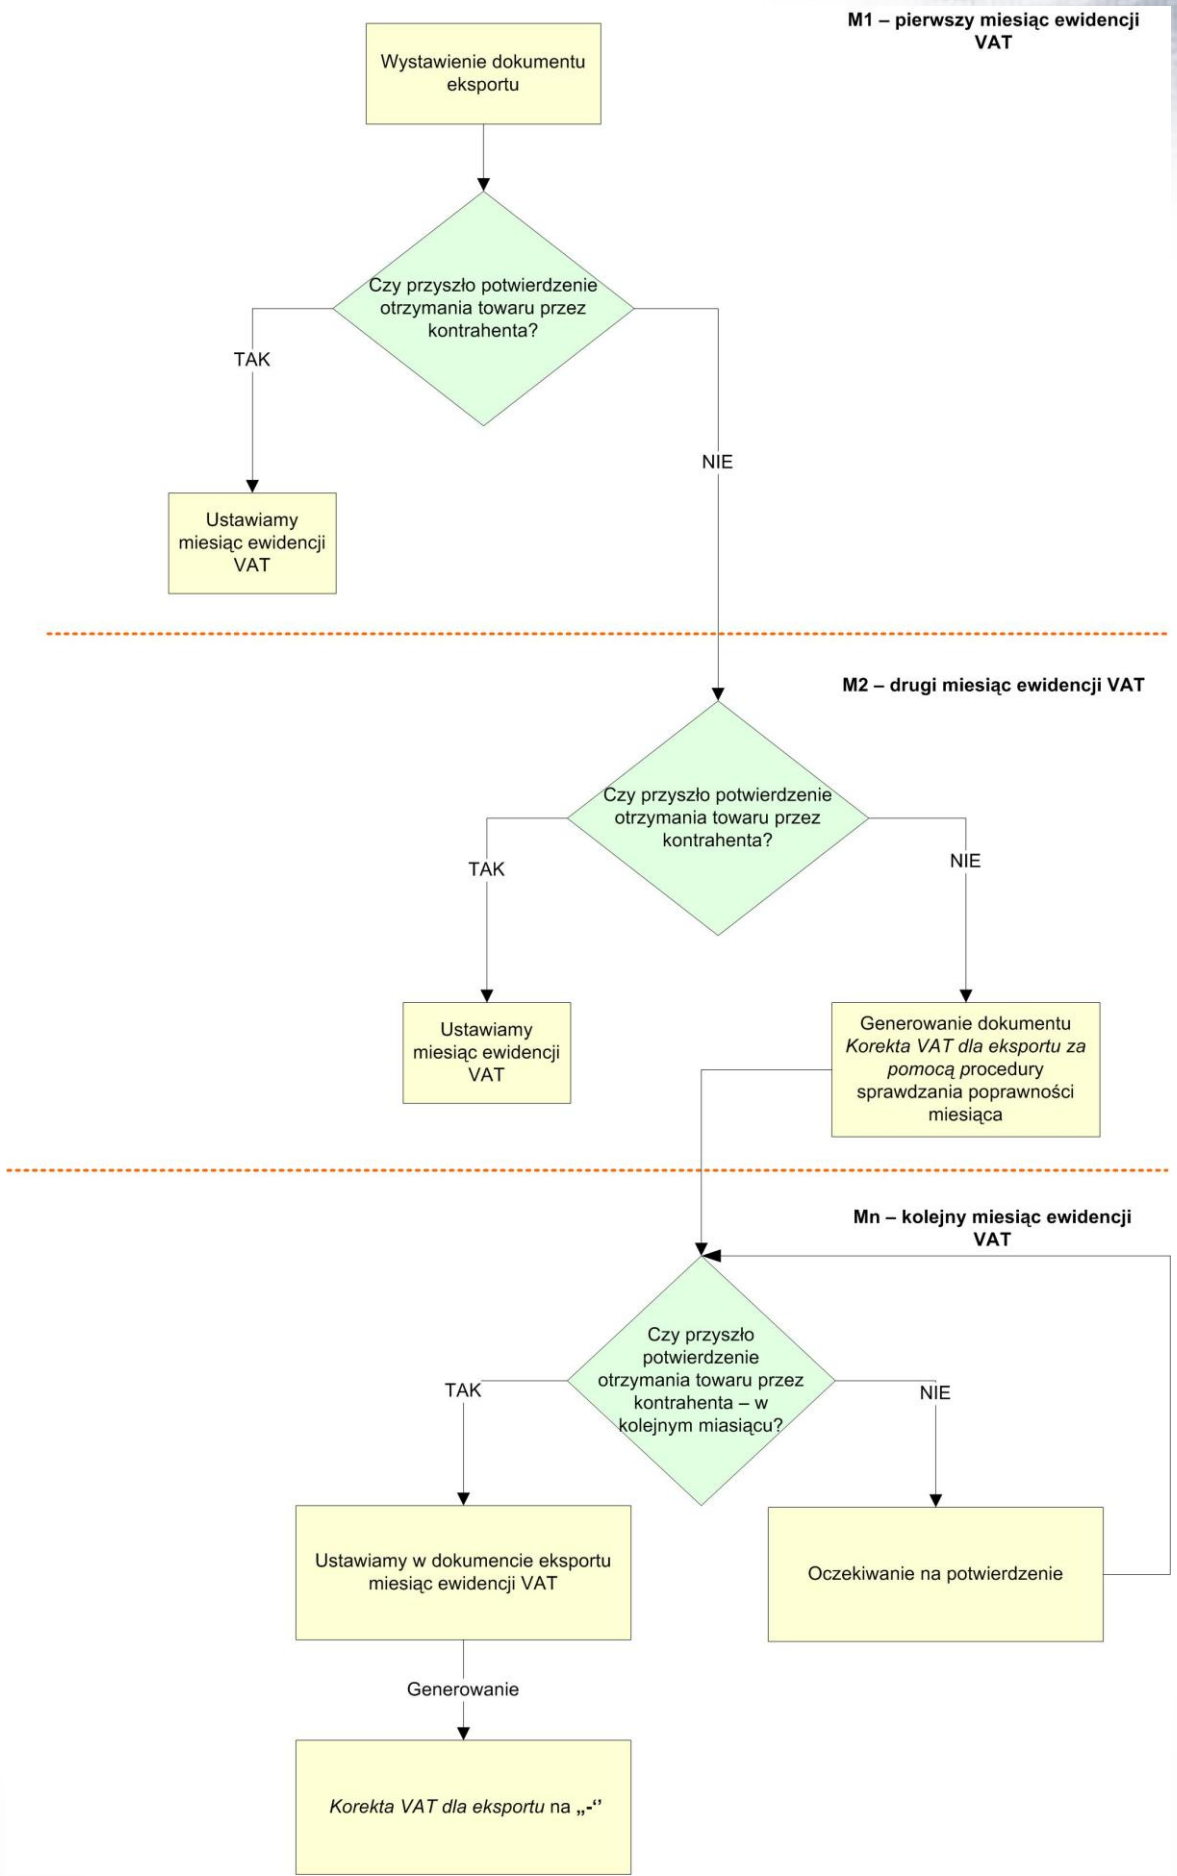 M1 – pierwszy miesiąc ewidencji
VAT
Wystawienie dokumentu
eksportu
Czy przyszło potwierdzenie
otrzymania towaru przez
kontrahenta?
TAK
NIE
Ustawiamy
miesiąc ewidencji
VAT
M2 – drugi miesiąc ewidencji VAT
Czy przyszło potwierdzenie
otrzymania towaru przez
kontrahenta?
TAK
NIE
Ustawiamy
miesiąc ewidencji
VAT
Generowanie dokumentu
Korekta VAT dla eksportu za
pomocą procedury
sprawdzania poprawności
miesiąca
Mn – kolejny miesiąc ewidencji
VAT
Czy przyszło
potwierdzenie
otrzymania towaru przez
kontrahenta – w
kolejnym miasiącu?
TAK
NIE
Ustawiamy w dokumencie eksportu
miesiąc ewidencji VAT
Oczekiwanie na potwierdzenie
Generowanie
Korekta VAT dla eksportu na „-‘’